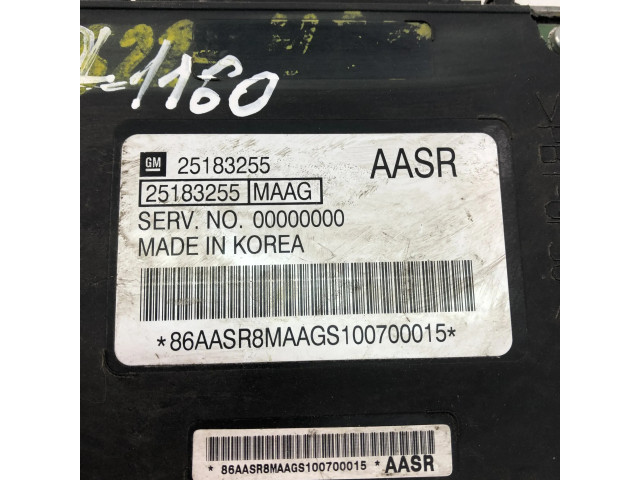 -1160
GM 25183255 AASR
25183255 MAAG
SERV. NO. 00000000
MADE IN KOREA
*86AASR8MAAGS100700015*
* 86AASR8MAAGS100700015 * AASR